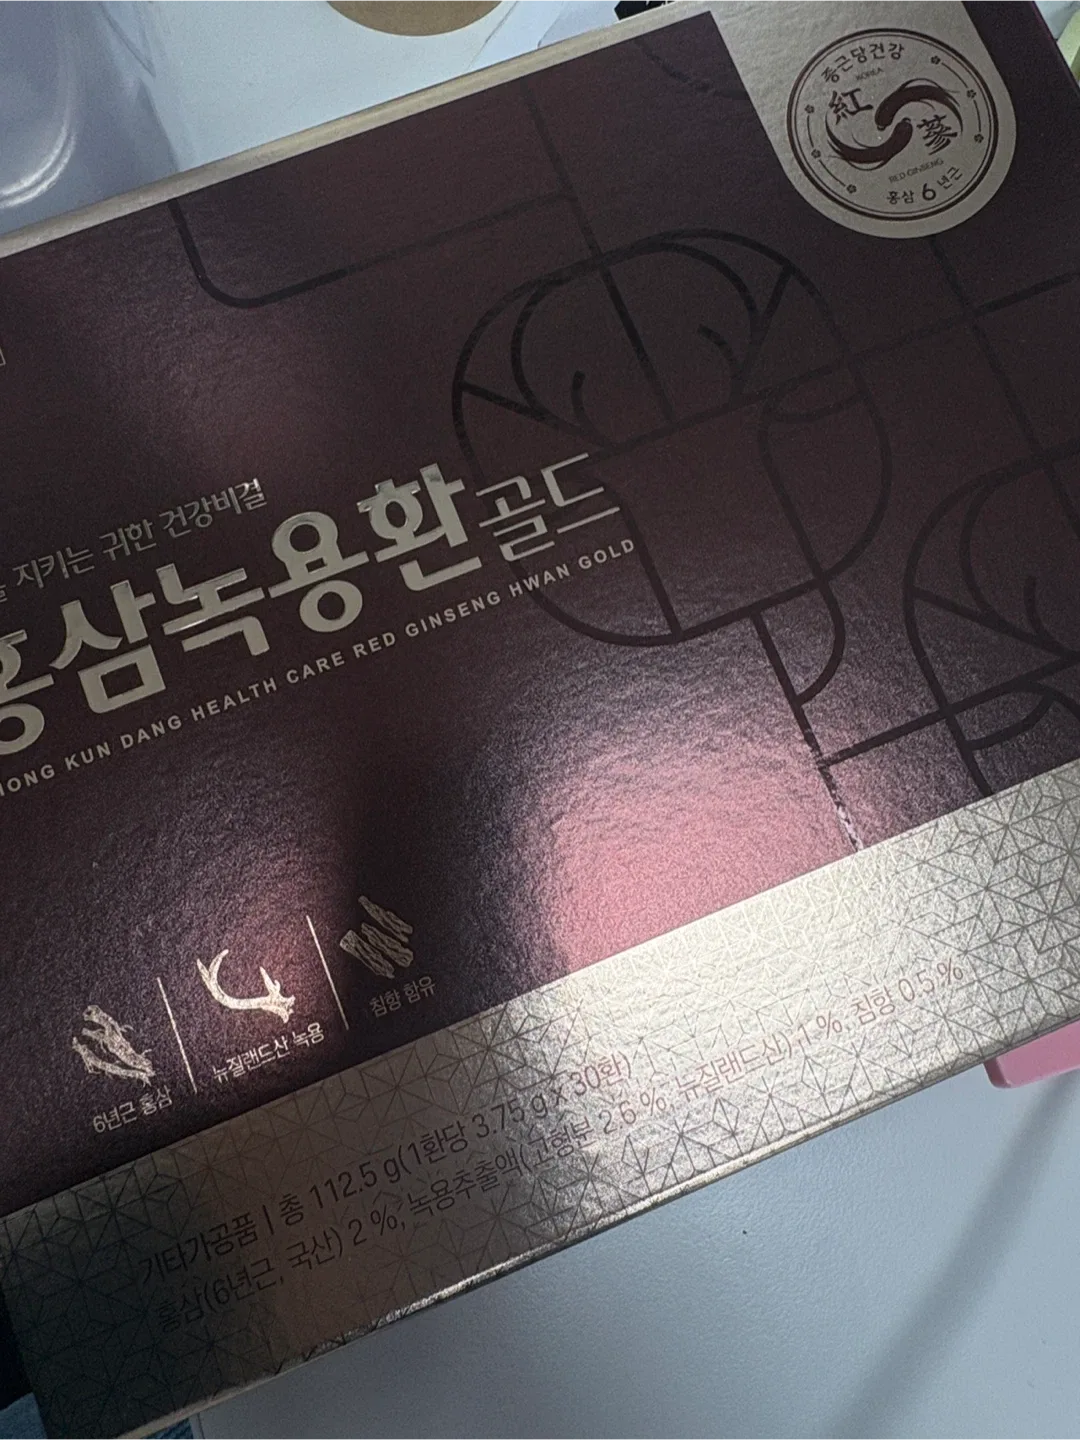 종근당건강
KOREA
紅
蔘
RED GINSENG
홍삼 6년근
지키는 귀한 건강비결
홍삼녹용환 골드
HONG KUN DANG HEALTH CARE RED GINSENG HWAN GOLD
6년근 홍삼
뉴질랜드산 녹용
침향 함유
기타가공품 | 총 112.5 g(1환당 3.75 g x 30환)
홍삼(6년근, 국산) 2 %, 녹용추출액(고형분 2.6 %, 뉴질랜드산) 1 %, 침향 0.5 %